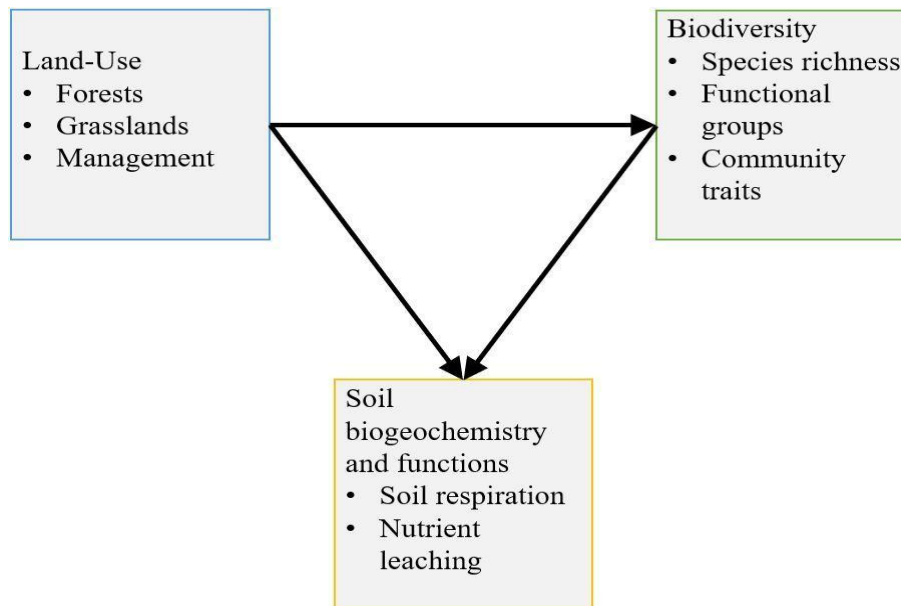 Land-Use
• Forests
• Grasslands
• Management
Biodiversity
• Species richness
• Functional
groups
• Community
traits
Soil
biogeochemistry
and functions
• Soil respiration
• Nutrient
leaching